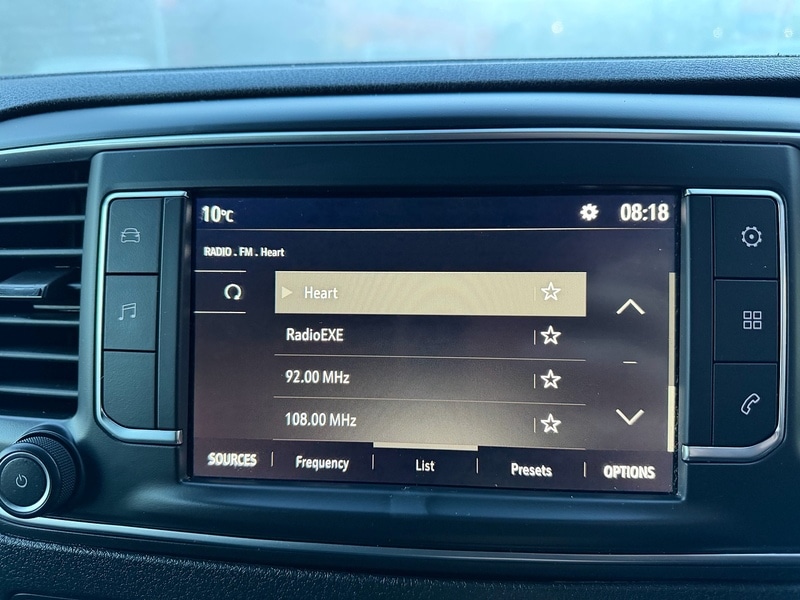 10°C 08:18
RADIO . FM . Heart
Heart
RadioEXE
92.00 MHz
108.00 MHz
SOURCES Frequency List Presets OPTIONS